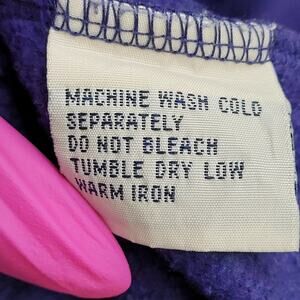 MACHINE WASH COLD
SEPARATELY
DO NOT BLEACH
TUMBLE DRY LOW
WARM IRON